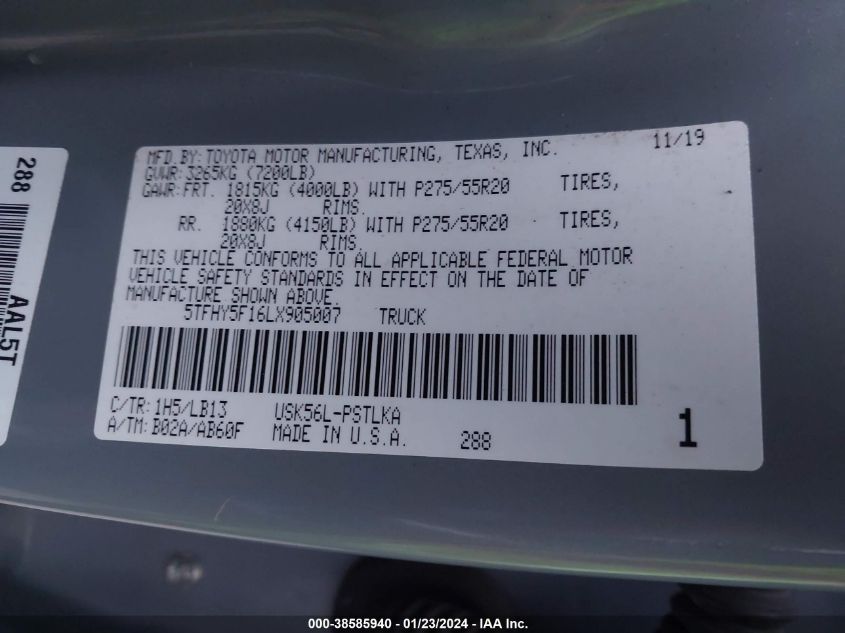 MFD.BY:TOYOTA MOTOR MANUFACTURING, TEXAS, INC. 11/19
GVWR:3265KG (7200LB)
GAWR:FRT. 1815KG (4000LB) WITH P275/55R20 TIRES,
20X8J RIMS.
RR. 1880KG (4150LB) WITH P275/55R20 TIRES,
20X8J RIMS.
THIS VEHICLE CONFORMS TO ALL APPLICABLE FEDERAL MOTOR
VEHICLE SAFETY STANDARDS IN EFFECT ON THE DATE OF
MANUFACTURE SHOWN ABOVE.
5TFHY5F16LX905007 TRUCK
C/TR:1H5/LB13 USK56L-PSTLKA
A/TM:B02A/AB60F MADE IN U.S.A. 288 1
288
AAL5T
000-38585940 - 01/23/2024 - IAA, Inc.